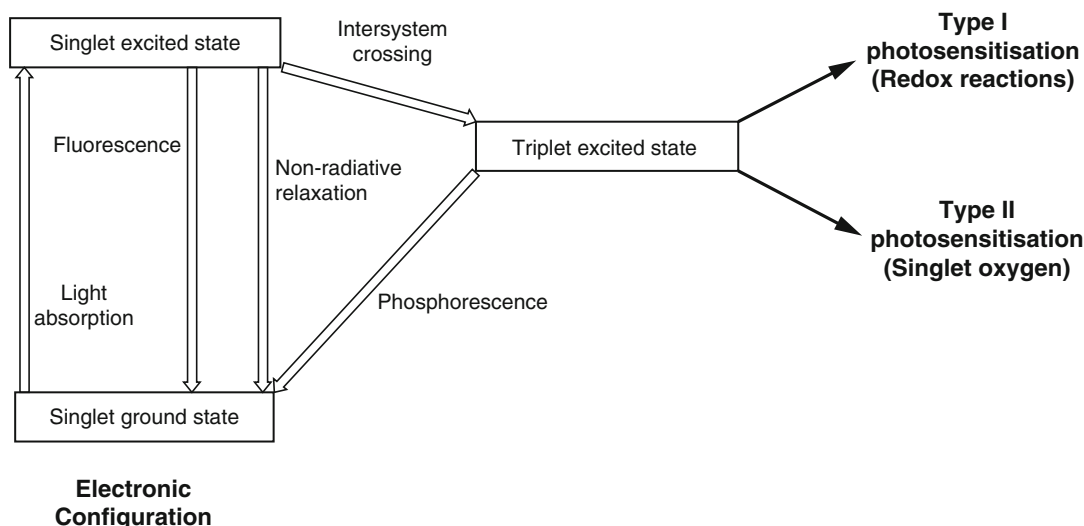 Singlet excited state
Intersystem
crossing
Type I
photosensitisation
(Redox reactions)
Fluorescence
Non-radiative
relaxation
Triplet excited state
Type II
photosensitisation
(Singlet oxygen)
Light
absorption
Phosphorescence
Singlet ground state
Electronic
Configuration